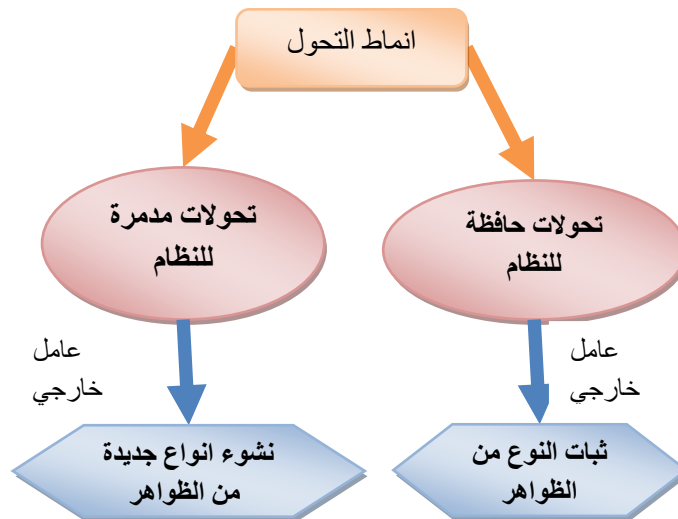 انماط التحول
تحولات حافظة
للنظام
تحولات مدمرة
للنظام
عامل
خارجي
عامل
خارجي
ثبات النوع من
الظواهر
نشوء انواع جديدة
من الظواهر